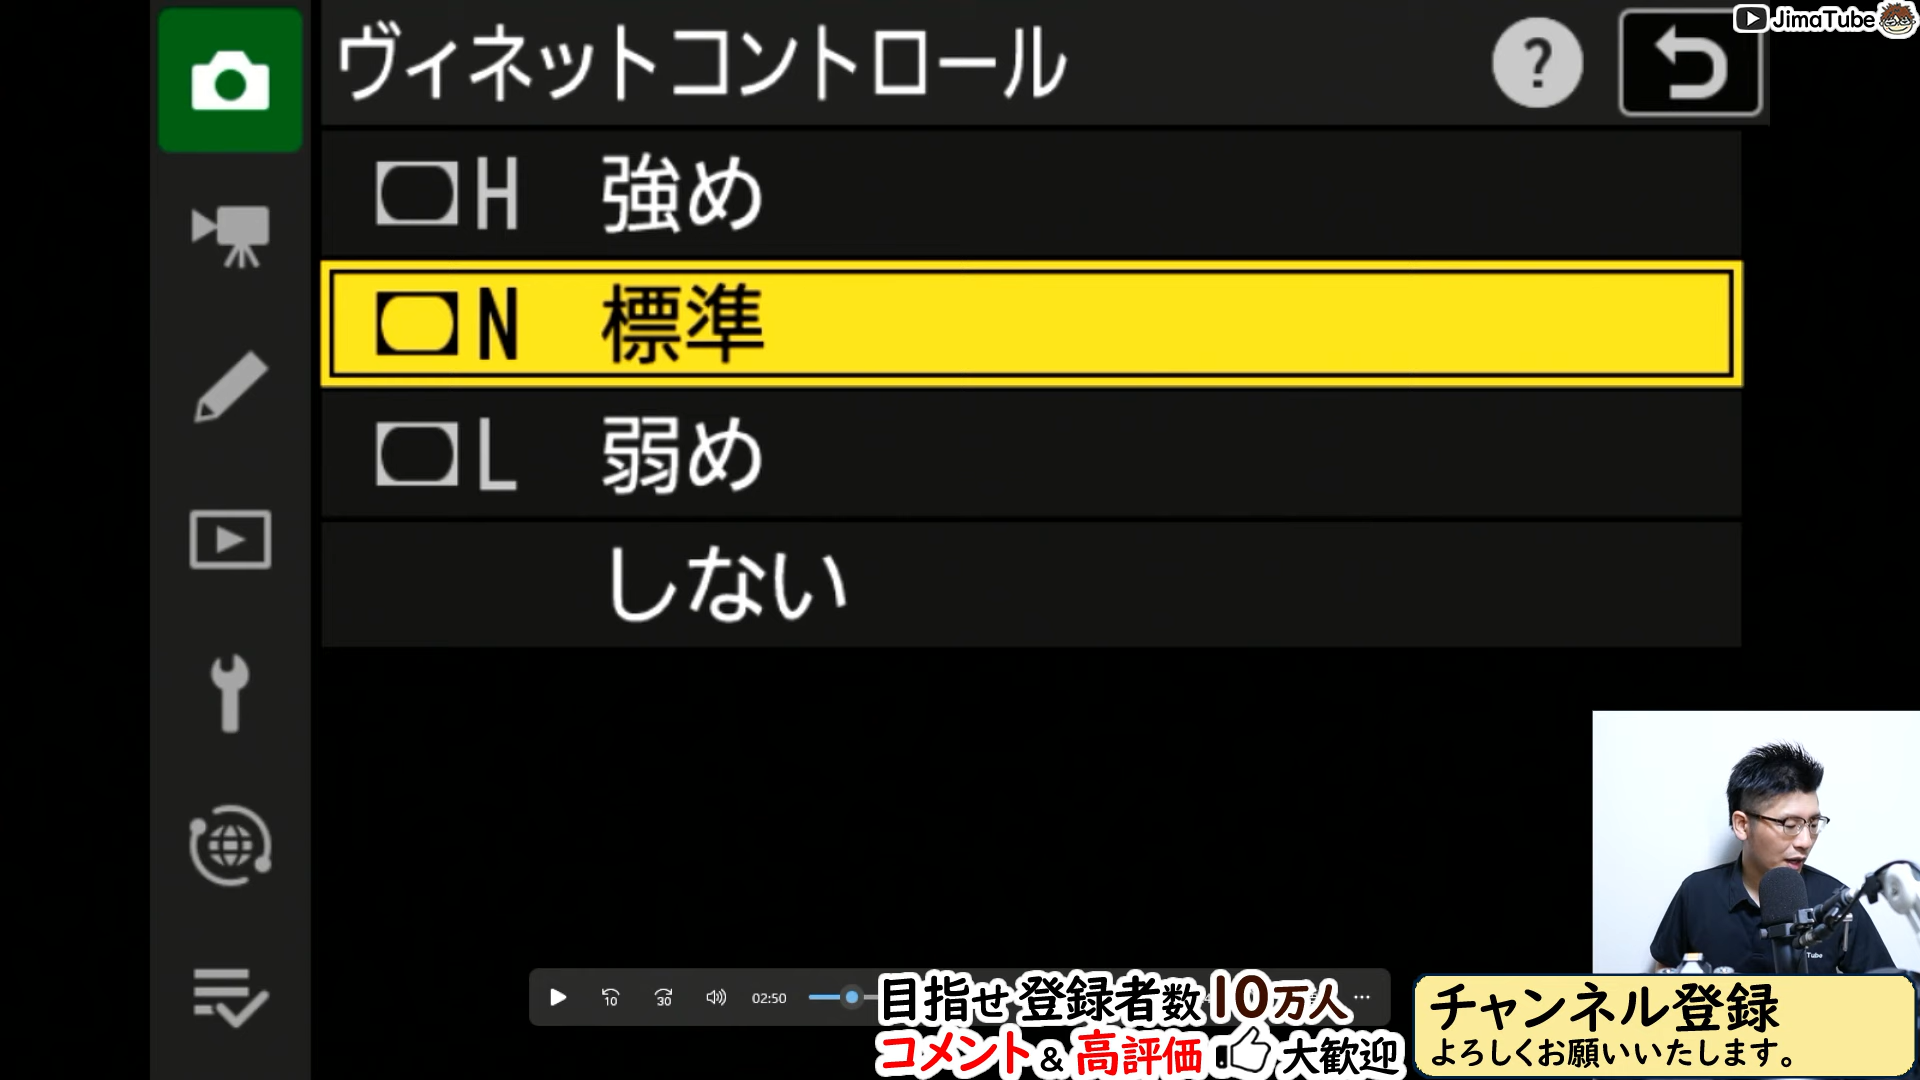 ヴィネットコントロール
?
JimaTube
H 強め
N 標準
L 弱め
しない
10
30
02:50
目指せ 登録者数10万人
コメント&高評価 大歓迎
チャンネル登録
よろしくお願いいたします。
Tube